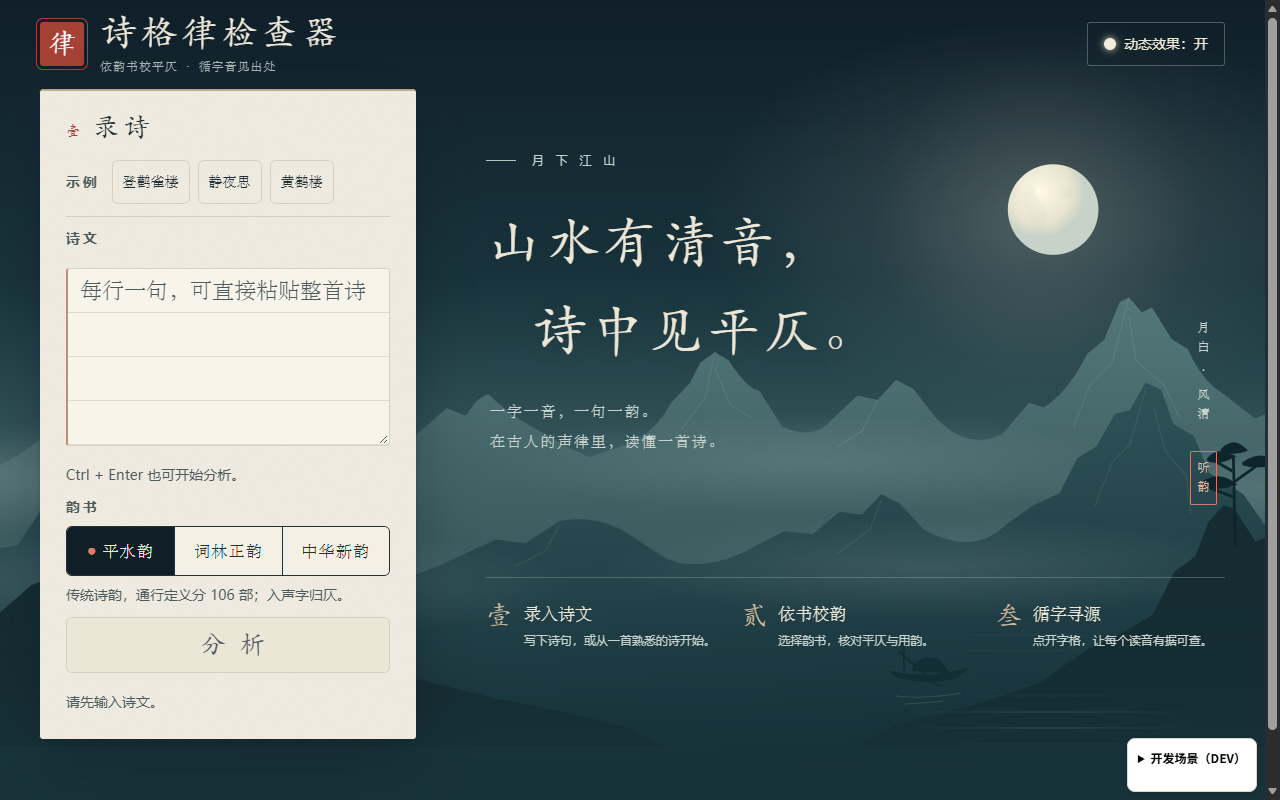 律
诗格律检查器
依韵书校平仄 · 循字音见出处
动态效果：开
壹 录诗
示例 登鹳雀楼 静夜思 黄鹤楼
诗文
每行一句，可直接粘贴整首诗
Ctrl + Enter 也可开始分析。
韵书
平水韵 词林正韵 中华新韵
传统诗韵，通行定义分 106 部；入声字归仄。
分析
请先输入诗文。
月下江山
山水有清音，
诗中见平仄。
一字一音，一句一韵。
在古人的声律里，读懂一首诗。
月白·风清
听韵
壹 录入诗文
写下诗句，或从一首熟悉的诗开始。
贰 依书校韵
选择韵书，核对平仄与用韵。
叁 循字寻源
点开字格，让每个读音有据可查。
▶ 开发场景（DEV）